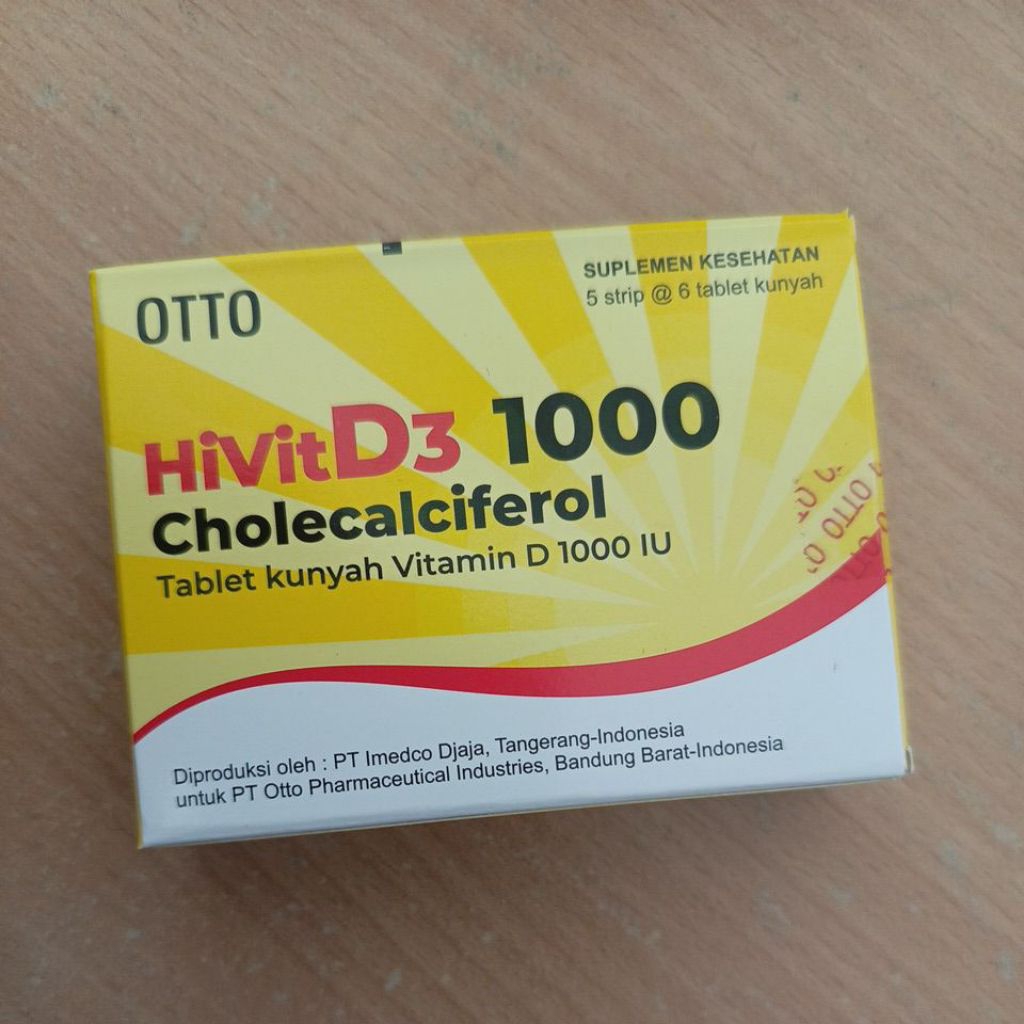 OTTO
SUPLEMEN KESEHATAN
5 strip @ 6 tablet kunyah
HiVitD3 1000
Cholecalciferol
Tablet kunyah Vitamin D 1000 IU
OTTO
Diproduksi oleh : PT Imedco Djaja, Tangerang-Indonesia
untuk PT Otto Pharmaceutical Industries, Bandung Barat-Indonesia